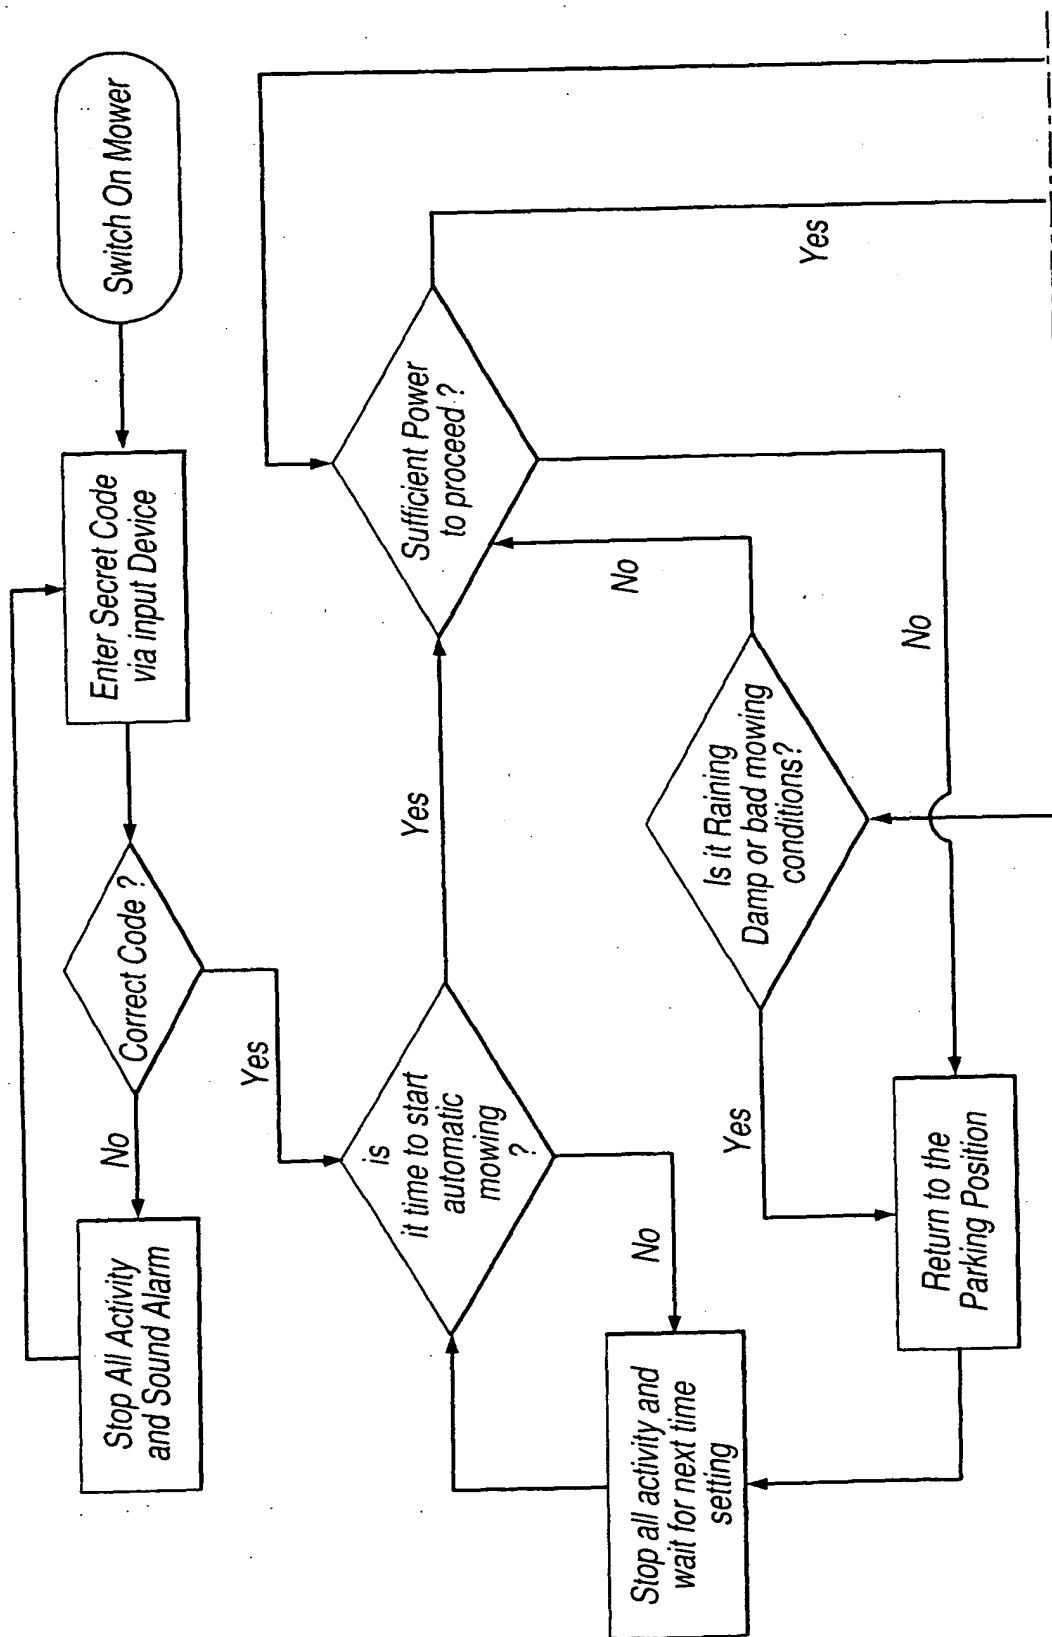 Switch On Mower
Enter Secret Code
via input Device
Correct Code ?
No
Stop All Activity
and Sound Alarm
Yes
is
it time to start
automatic
mowing
?
Yes
No
Stop all activity and
wait for next time
setting
Sufficient Power
to proceed ?
Yes
No
No
Is it Raining
Damp or bad mowing
conditions?
Yes
Return to the
Parking Position